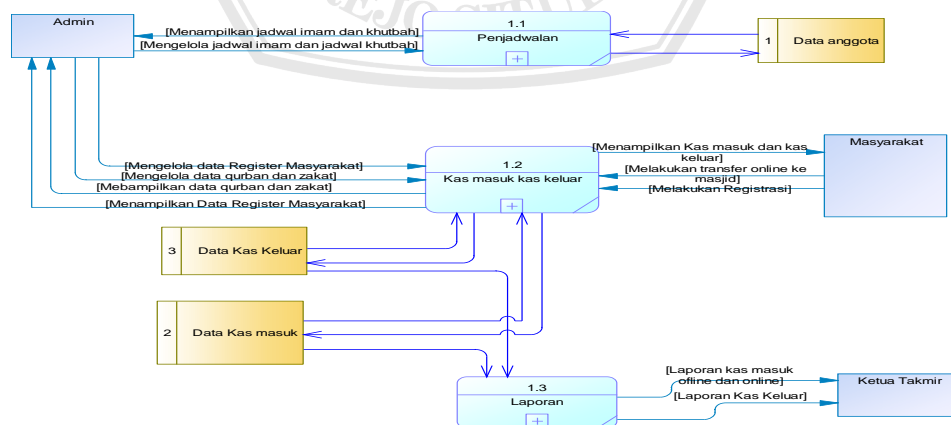 Admin
[Menampilkan jadwal imam dan khutbah]
[Mengelola jadwal imam dan jadwal khutbah]
1.1
Penjadwalan
1 Data anggota
[Mengelola data Register Masyarakat]
[Mengelola data qurban dan zakat]
[Mebampilkan data qurban dan zakat]
[Menampilkan Data Register Masyarakat]
1.2
Kas masuk kas keluar
[Menampilkan Kas masuk dan kas
keluar]
[Melakukan transfer online ke
masjid]
[Melakukan Registrasi]
Masyarakat
3 Data Kas Keluar
2 Data Kas masuk
1.3
Laporan
[Laporan kas masuk
ofline dan online]
[Laporan Kas Keluar]
Ketua Takmir